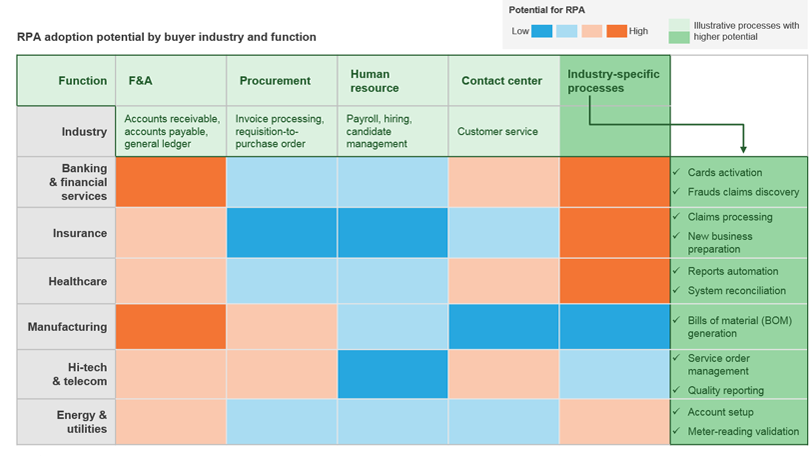 Potential for RPA
Low
High
Illustrative processes with
higher potential
RPA adoption potential by buyer industry and function
Function
F&A
Procurement
Human
resource
Contact center
Industry-specific
processes
Industry
Accounts receivable,
accounts payable,
general ledger
Invoice processing,
requisition-to-
purchase order
Payroll, hiring,
candidate
management
Customer service
Banking
& financial
services
✓ Cards activation
✓ Frauds claims discovery
Insurance
✓ Claims processing
✓ New business
preparation
Healthcare
✓ Reports automation
✓ System reconciliation
Manufacturing
✓ Bills of material (BOM)
generation
Hi-tech
& telecom
✓ Service order
management
✓ Quality reporting
Energy &
utilities
✓ Account setup
✓ Meter-reading validation